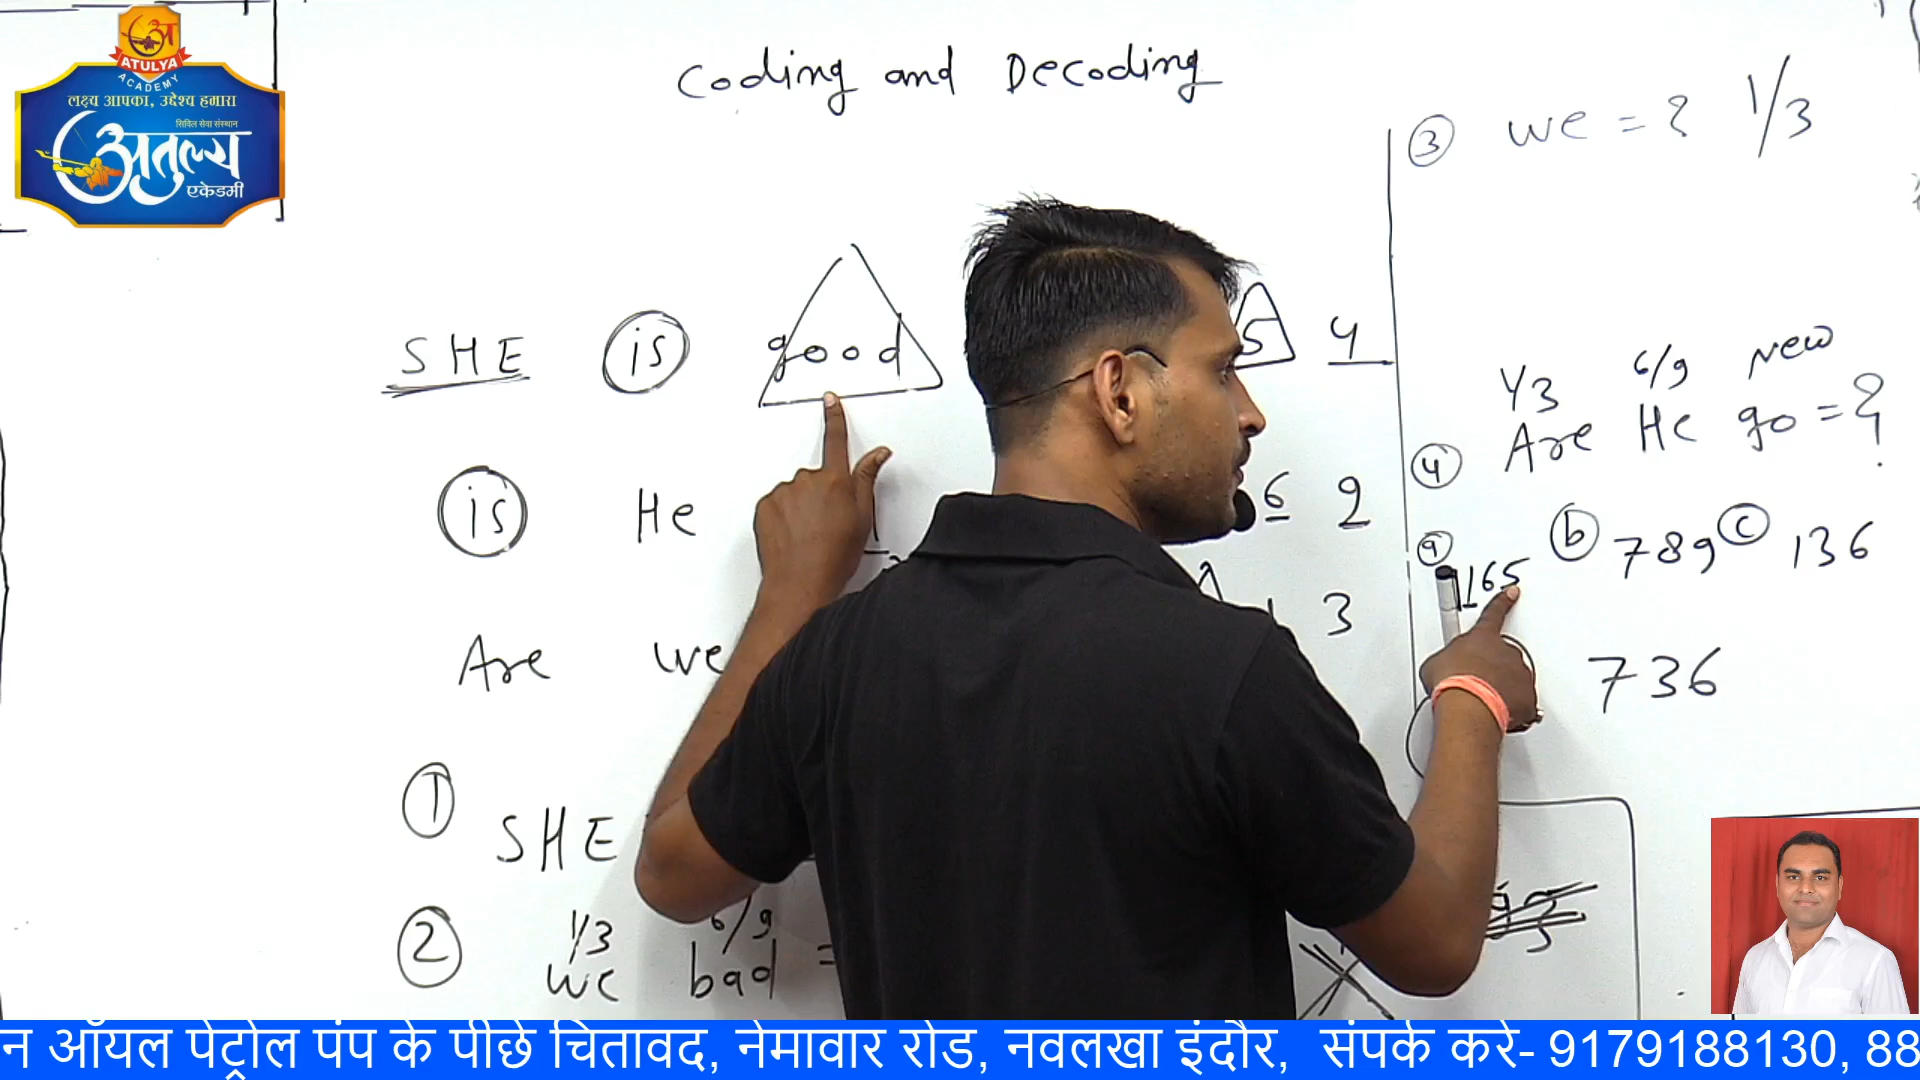 अ
ATULYA
ACADEMY
लक्ष्य आपका, उद्देश्य हमारा
सिविल सेवा संस्थान
अतुल्य
एकेडमी
Coding and Decoding
③ we = ? 1/3
SHE is good 5 4
is He 6 2
Are we 1 3
1/3 6/9 New
④ Are He go = ?
ⓐ 165 ⓑ 789 ⓒ 136
736
① SHE
1/3 6/9
② we bad =
न ऑयल पेट्रोल पंप के पीछे चितावद, नेमावार रोड, नवलखा इंदौर, संपर्क करे- 9179188130, 88